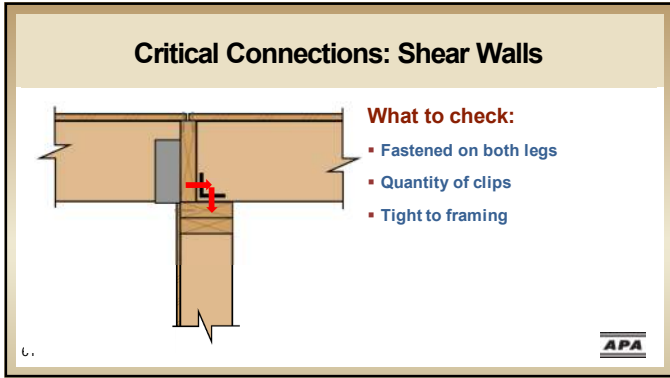 Critical Connections: Shear Walls
What to check:
▪ Fastened on both legs
▪ Quantity of clips
▪ Tight to framing
APA